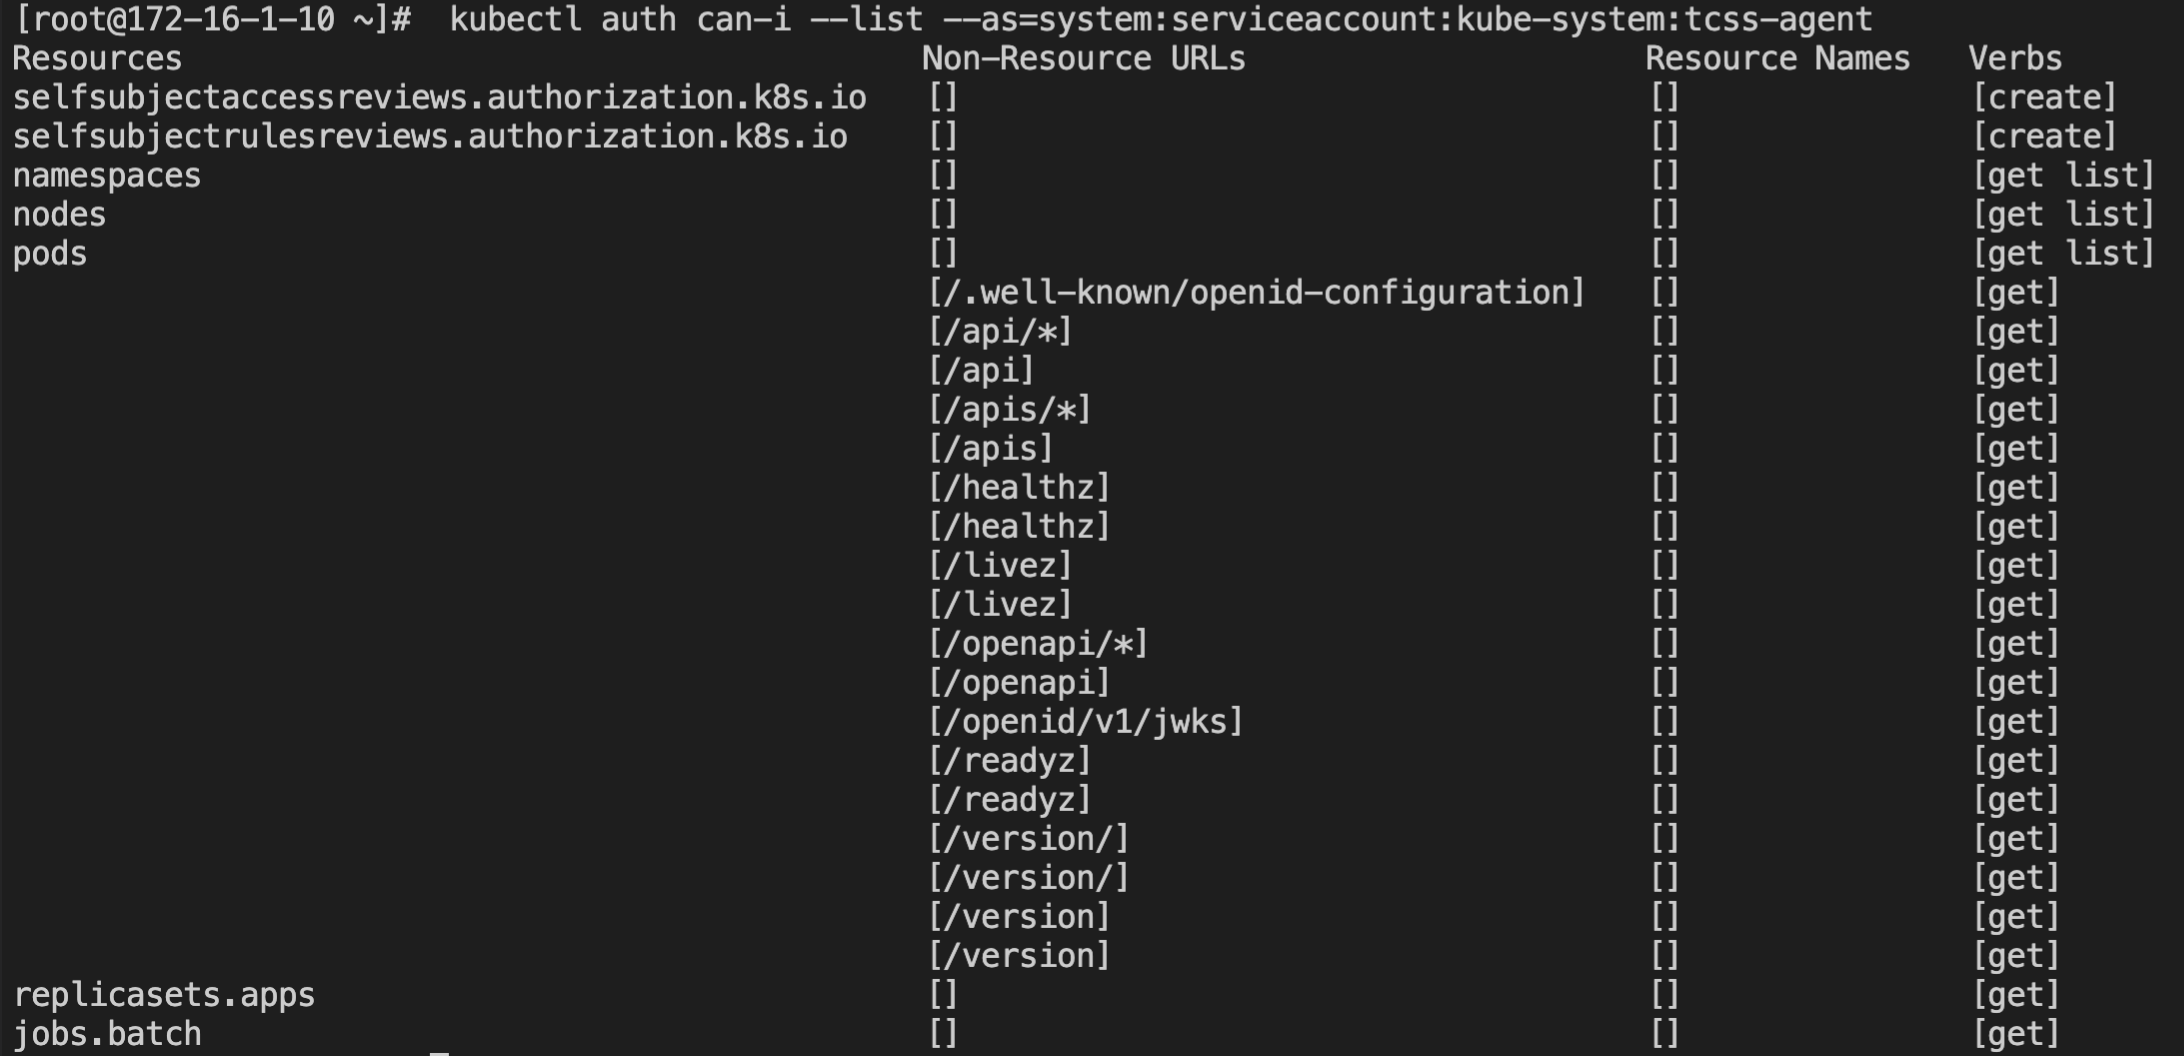 [root@172-16-1-10 ~]#  kubectl auth can-i --list --as=system:serviceaccount:kube-system:tcss-agent
Resources Non-Resource URLs Resource Names Verbs
selfsubjectaccessreviews.authorization.k8s.io [] [] [create]
selfsubjectrulesreviews.authorization.k8s.io [] [] [create]
namespaces [] [] [get list]
nodes [] [] [get list]
pods [] [] [get list]
[/.well-known/openid-configuration] [] [get]
[/api/*] [] [get]
[/api] [] [get]
[/apis/*] [] [get]
[/apis] [] [get]
[/healthz] [] [get]
[/healthz] [] [get]
[/livez] [] [get]
[/livez] [] [get]
[/openapi/*] [] [get]
[/openapi] [] [get]
[/openid/v1/jwks] [] [get]
[/readyz] [] [get]
[/readyz] [] [get]
[/version/] [] [get]
[/version/] [] [get]
[/version] [] [get]
[/version] [] [get]
replicasets.apps [] [] [get]
jobs.batch [] [] [get]